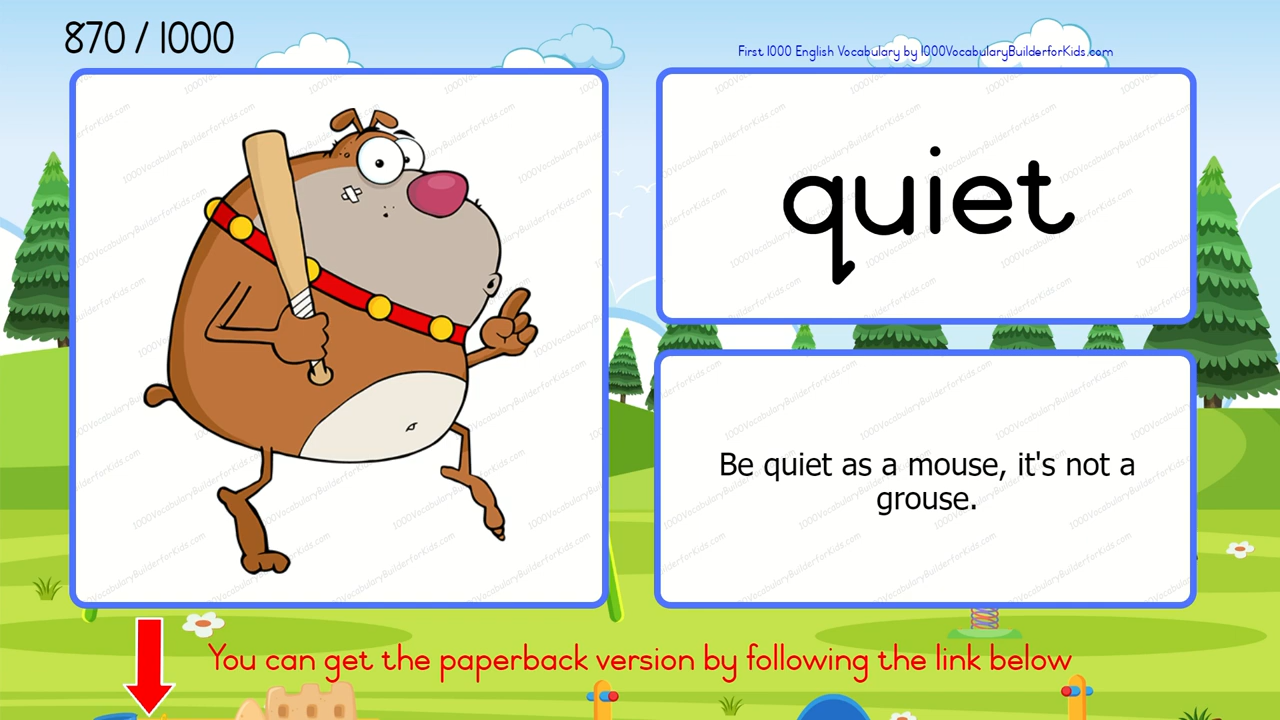 870 / 1000
First 1000 English Vocabulary by 1000VocabularyBuilderforKids.com
quiet
Be quiet as a mouse, it's not a
grouse.
You can get the paperback version by following the link below